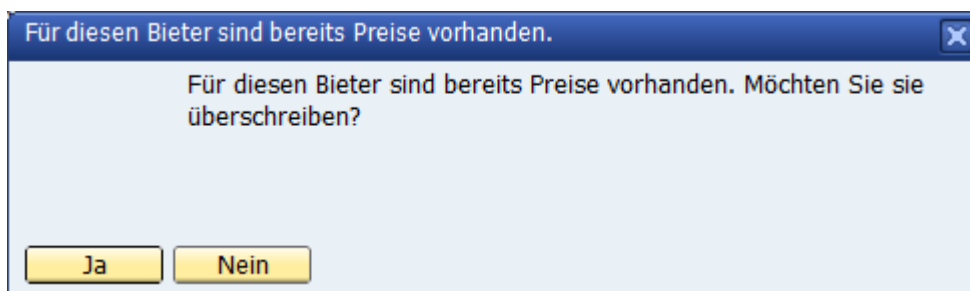 Für diesen Bieter sind bereits Preise vorhanden.
Für diesen Bieter sind bereits Preise vorhanden. Möchten Sie sie
überschreiben?
Ja Nein